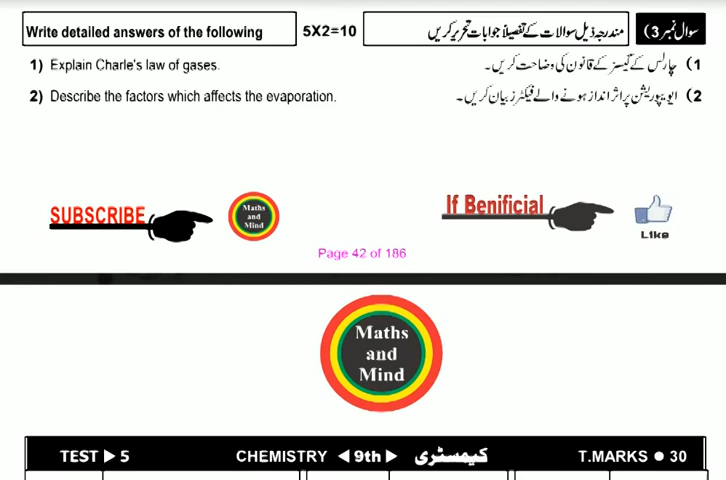 Write detailed answers of the following 5X2=10 مندرجہ ذیل سوالات کے تفصیلاً جوابات تحریر کریں سوال نمبر 3)
1) Explain Charle's law of gases. 1) چارلس کے گیسز کے قانون کی وضاحت کریں۔
2) Describe the factors which affects the evaporation. 2) ایویپوریشن پر اثر انداز ہونے والے فیکٹرز بیان کریں۔
SUBSCRIBE Maths and Mind If Benificial Like
Page 42 of 186
Maths
and
Mind
TEST 5 CHEMISTRY 9th کیمسٹری T.MARKS ● 30